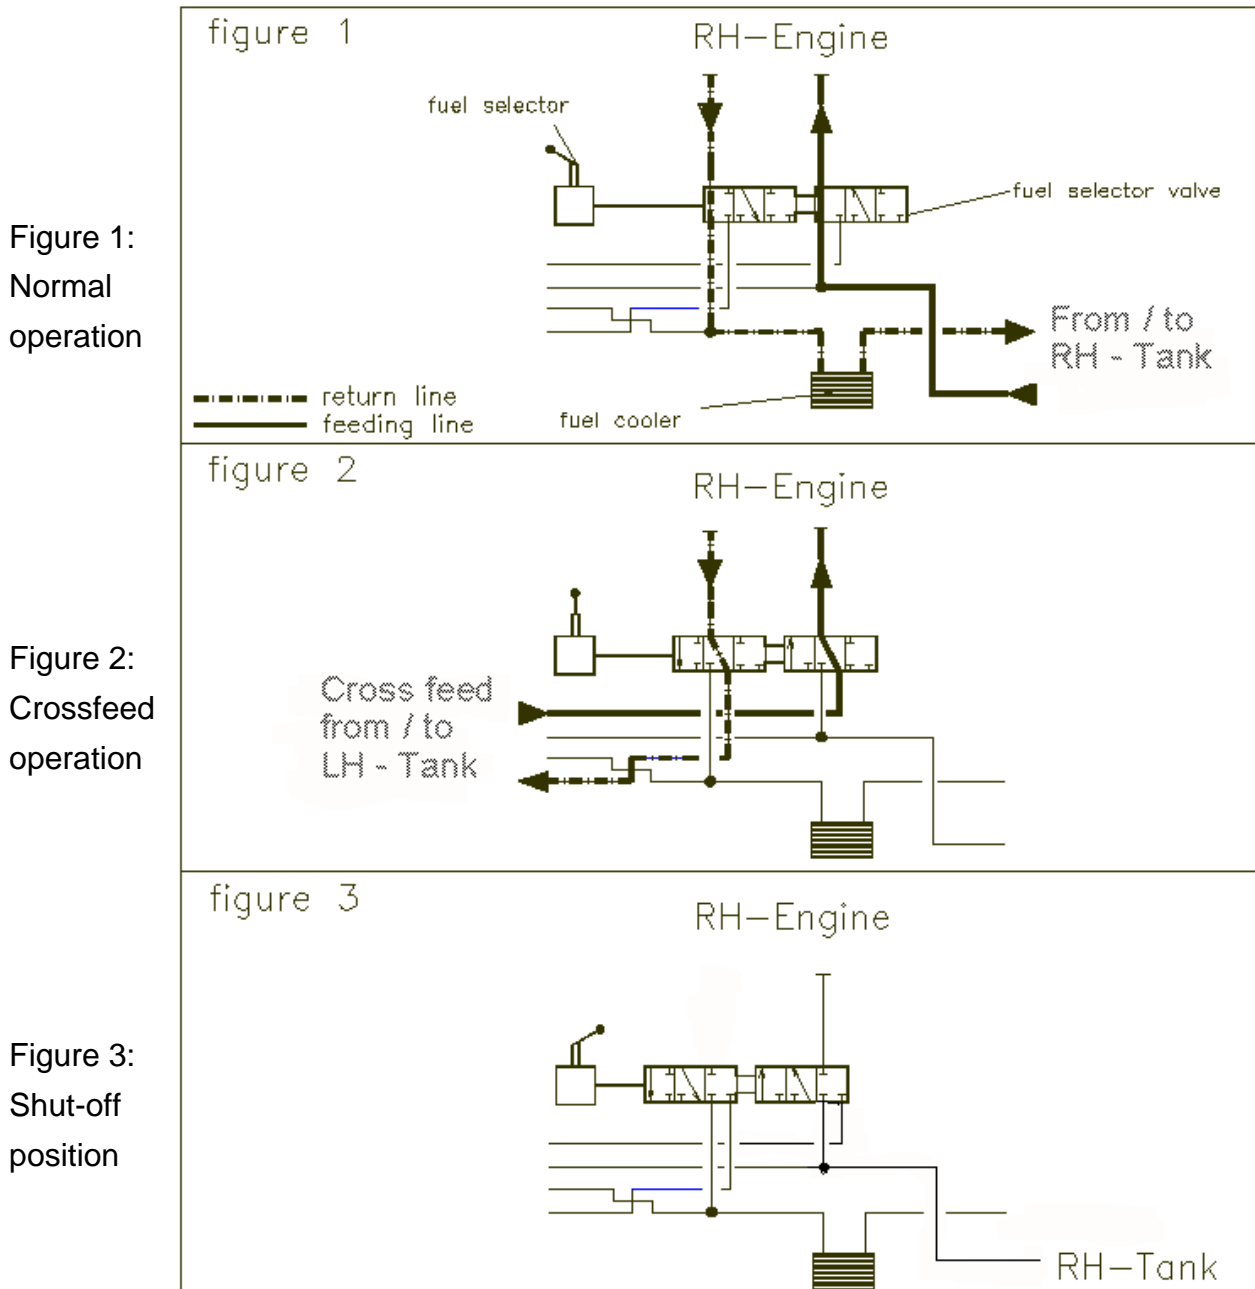 figure 1
RH-Engine
fuel selector
fuel selector valve
Figure 1:
Normal
operation
From / to
RH - Tank
return line
feeding line
fuel cooler
figure 2
RH-Engine
Figure 2:
Crossfeed
operation
Cross feed
from / to
LH - Tank
figure 3
RH-Engine
Figure 3:
Shut-off
position
RH-Tank